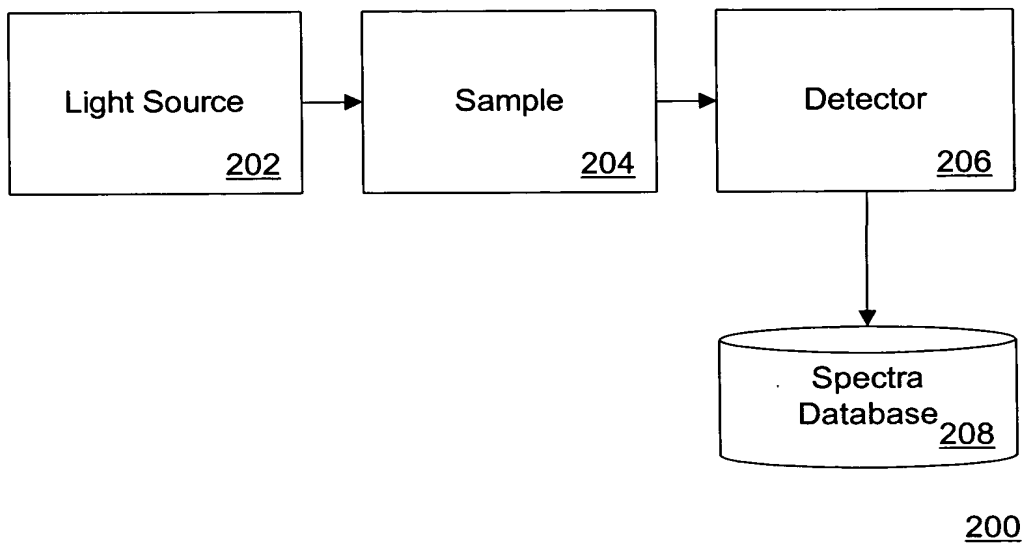 Light Source
202
Sample
204
Detector
206
Spectra
Database
208
200